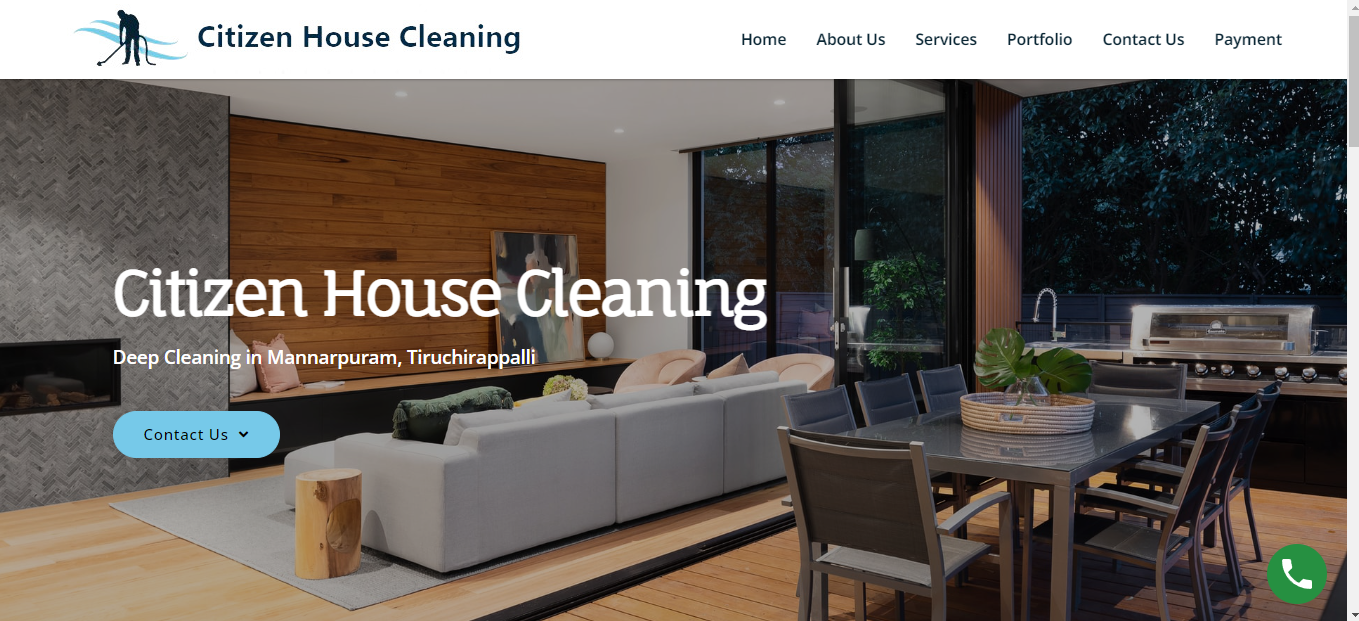 Citizen House Cleaning
Home About Us Services Portfolio Contact Us Payment
Citizen House Cleaning
Deep Cleaning in Mannarpuram, Tiruchirappalli
Contact Us